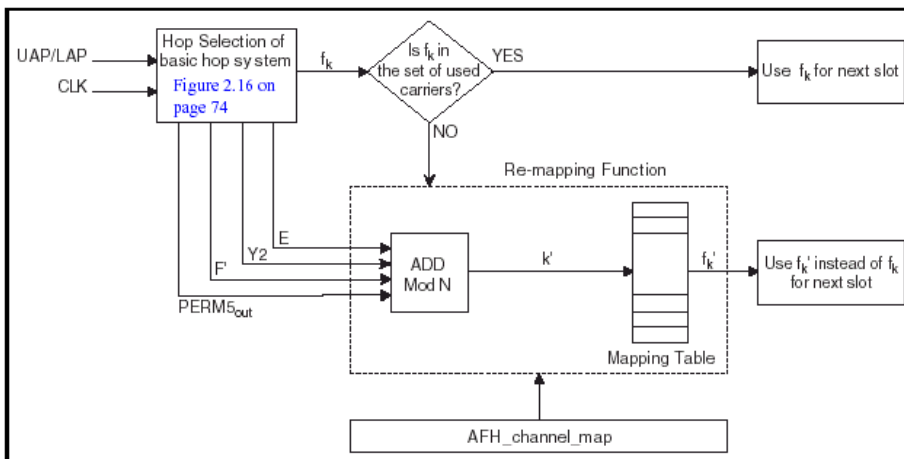 UAP/LAP
CLK
Hop Selection of
basic hop system
Figure 2.16 on
page 74
fk
Is fk in
the set of used
carriers?
YES
Use fk for next slot
NO
Re-mapping Function
E
Y2
F'
PERM5out
ADD
Mod N
k'
fk'
Mapping Table
Use fk' instead of fk
for next slot
AFH_channel_map